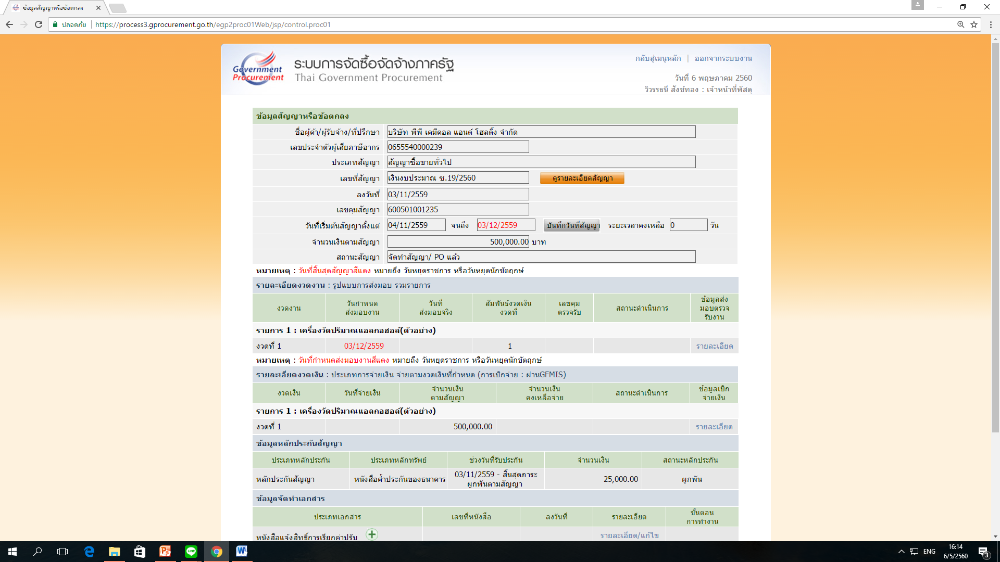 ข้อมูลสัญญาหรือข้อตกลง
ปลอดภัย https://process3.gprocurement.go.th/egp2proc01Web/jsp/control.proc01
Government Procurement
ระบบการจัดซื้อจัดจ้างภาครัฐ
Thai Government Procurement
กลับสู่เมนูหลัก | ออกจากระบบงาน
วันที่ 6 พฤษภาคม 2560
วิวรรธนี สังข์ทอง : เจ้าหน้าที่พัสดุ
ข้อมูลสัญญาหรือข้อตกลง
ชื่อผู้ค้า/ผู้รับจ้าง/ที่ปรึกษา บริษัท พีพี เคมีคอล แอนด์ โฮลดิ้ง จำกัด
เลขประจำตัวผู้เสียภาษีอากร 0655540000239
ประเภทสัญญา สัญญาซื้อขายทั่วไป
เลขที่สัญญา เงินงบประมาณ ซ.19/2560 ดูรายละเอียดสัญญา
ลงวันที่ 03/11/2559
เลขคุมสัญญา 600501001235
วันที่เริ่มต้นสัญญาตั้งแต่ 04/11/2559 จนถึง 03/12/2559 บันทึกวันที่สัญญา ระยะเวลาคงเหลือ 0 วัน
จำนวนเงินตามสัญญา 500,000.00 บาท
สถานะสัญญา จัดทำสัญญา/ PO แล้ว
หมายเหตุ : วันที่สิ้นสุดสัญญาสีแดง หมายถึง วันหยุดราชการ หรือวันหยุดนักขัตฤกษ์
รายละเอียดงวดงาน : รูปแบบการส่งมอบ รวมรายการ
งวดงาน วันกำหนด ส่งมอบงาน วันที่ ส่งมอบจริง สัมพันธ์งวดเงิน งวดที่ เลขคุม ตรวจรับ สถานะดำเนินการ ข้อมูลส่ง มอบตรวจ รับงาน
รายการ 1 : เครื่องวัดปริมาณแอลกอฮอล์(ตัวอย่าง)
งวดที่ 1 03/12/2559 1 รายละเอียด
หมายเหตุ : วันที่กำหนดส่งมอบงานสีแดง หมายถึง วันหยุดราชการ หรือวันหยุดนักขัตฤกษ์
รายละเอียดงวดเงิน : ประเภทการจ่ายเงิน จ่ายตามงวดเงินที่กำหนด (การเบิกจ่าย : ผ่านGFMIS)
งวดเงิน วันที่จ่ายเงิน จำนวนเงิน ตามสัญญา จำนวนเงิน คงเหลือจ่าย สถานะดำเนินการ ข้อมูลเบิก จ่ายเงิน
รายการ 1 : เครื่องวัดปริมาณแอลกอฮอล์(ตัวอย่าง)
งวดที่ 1 500,000.00 รายละเอียด
ข้อมูลหลักประกันสัญญา
ประเภทหลักประกัน ประเภทหลักทรัพย์ ช่วงวันที่รับประกัน จำนวนเงิน สถานะหลักประกัน
หลักประกันสัญญา หนังสือค้ำประกันของธนาคาร 03/11/2559 - สิ้นสุดภาระ ผูกพันตามสัญญา 25,000.00 ผูกพัน
ข้อมูลจัดทำเอกสาร
ประเภทเอกสาร เลขที่หนังสือ ลงวันที่ รายละเอียด ขั้นตอน การทำงาน
หนังสือแจ้งสิทธิ์การเรียกค่าปรับ รายละเอียด/แก้ไข
LINE
ENG
16:14
6/5/2560
3